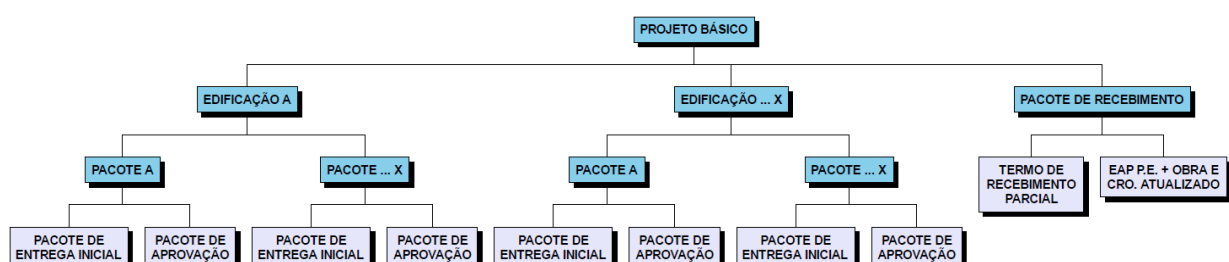 PROJETO BÁSICO
EDIFICAÇÃO A
EDIFICAÇÃO ... X
PACOTE DE RECEBIMENTO
PACOTE A
PACOTE ... X
PACOTE A
PACOTE ... X
TERMO DE
RECEBIMENTO
PARCIAL
EAP P.E. + OBRA E
CRO. ATUALIZADO
PACOTE DE
ENTREGA INICIAL
PACOTE DE
APROVAÇÃO
PACOTE DE
ENTREGA INICIAL
PACOTE DE
APROVAÇÃO
PACOTE DE
ENTREGA INICIAL
PACOTE DE
APROVAÇÃO
PACOTE DE
ENTREGA INICIAL
PACOTE DE
APROVAÇÃO